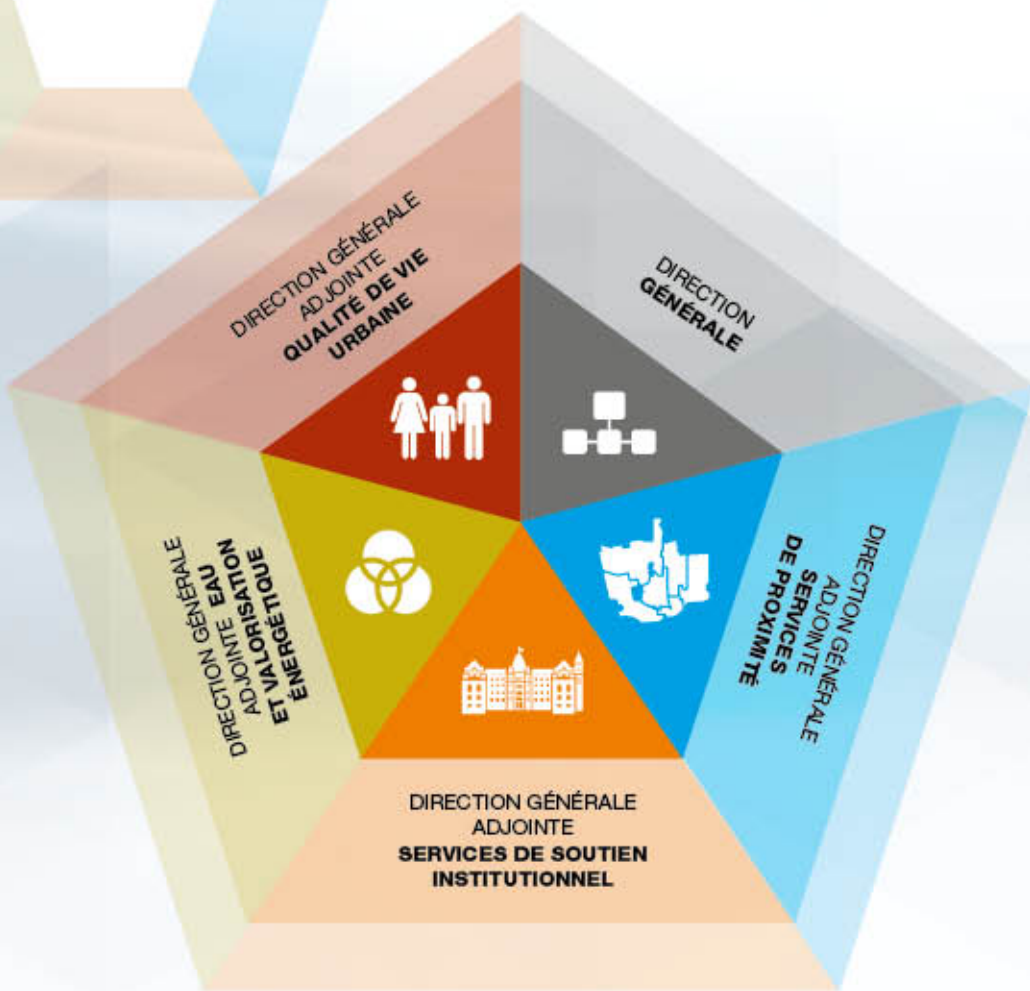 DIRECTION GÉNÉRALE
ADJOINTE
QUALITÉ DE VIE
URBAINE
DIRECTION
GÉNÉRALE
DIRECTION GÉNÉRALE
ADJOINTE EAU
ET VALORISATION
ÉNERGÉTIQUE
DIRECTION GÉNÉRALE
ADJOINTE
SERVICES
DE PROXIMITÉ
DIRECTION GÉNÉRALE
ADJOINTE
SERVICES DE SOUTIEN
INSTITUTIONNEL